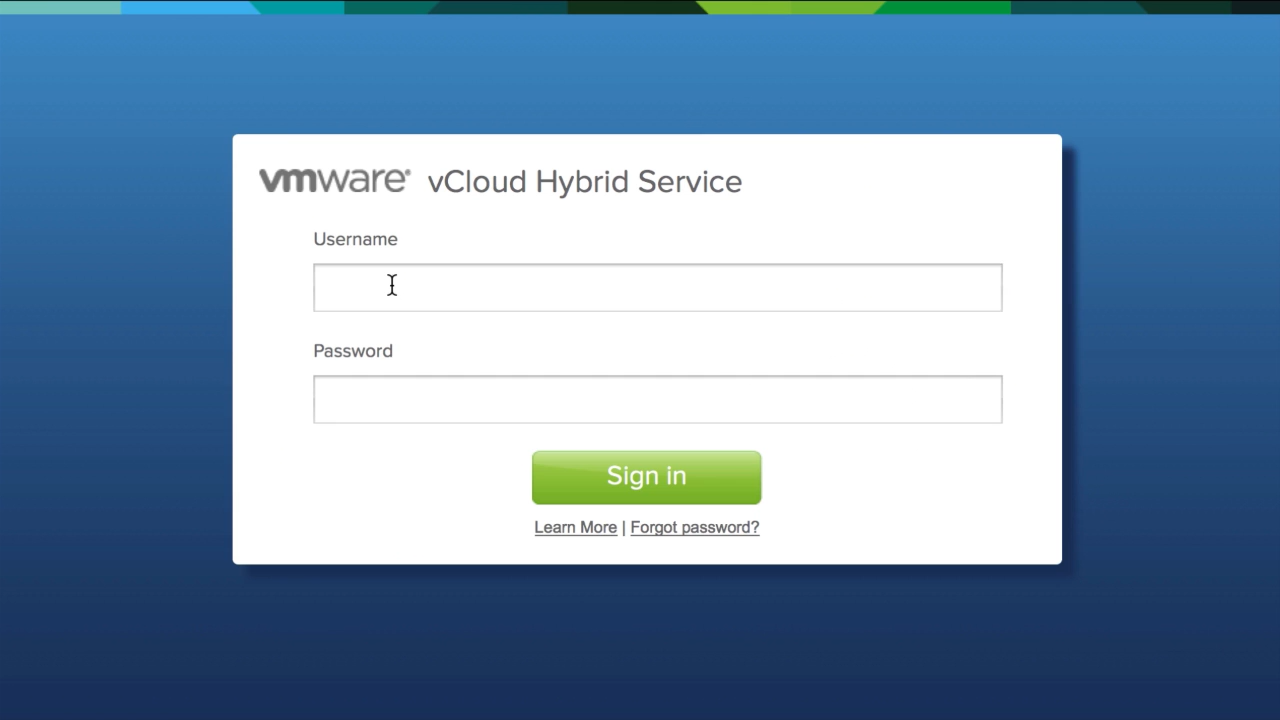 vmware® vCloud Hybrid Service
Username
Password
Sign in
Learn More | Forgot password?